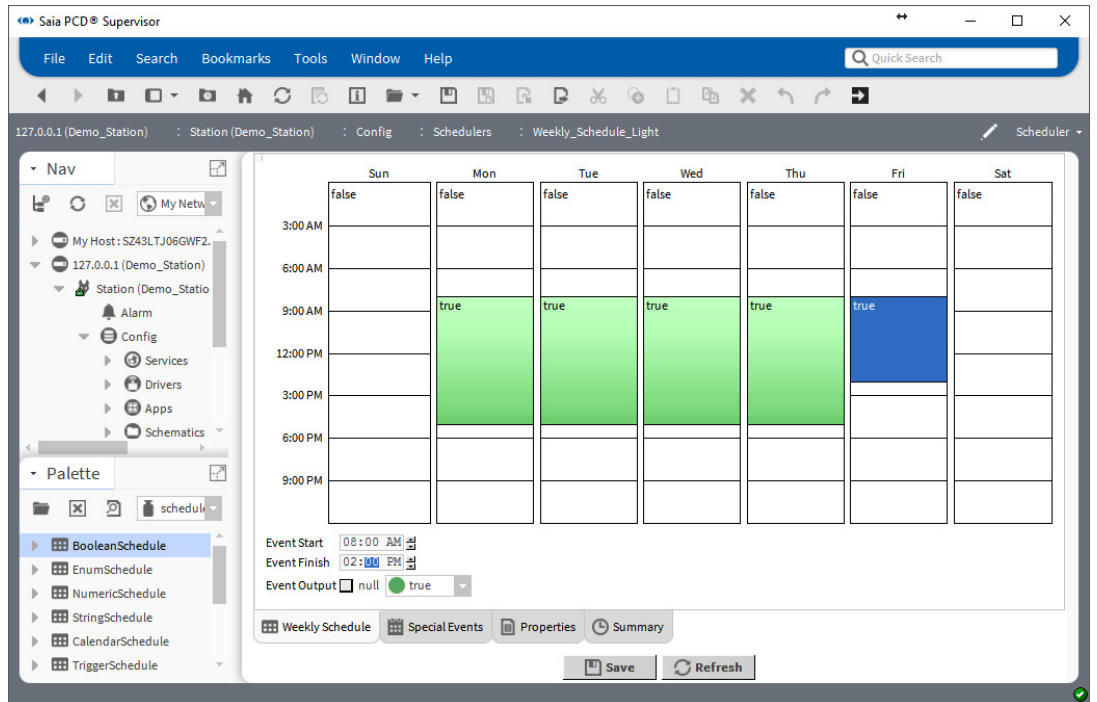 Saia PCD® Supervisor
File Edit Search Bookmarks Tools Window Help
Quick Search
127.0.0.1 (Demo_Station) : Station (Demo_Station) : Config : Schedulers : Weekly_Schedule_Light
Scheduler
Nav
My Netw
My Host : SZ43LTJ06GWF2.
127.0.0.1 (Demo_Station)
Station (Demo_Statio
Alarm
Config
Services
Drivers
Apps
Schematics
Palette
schedule
BooleanSchedule
EnumSchedule
NumericSchedule
StringSchedule
CalendarSchedule
TriggerSchedule
Sun Mon Tue Wed Thu Fri Sat
false false false false false false false
3:00 AM
6:00 AM
true true true true true
9:00 AM
12:00 PM
3:00 PM
6:00 PM
9:00 PM
Event Start 08:00 AM
Event Finish 02:00 PM
Event Output null true
Weekly Schedule Special Events Properties Summary
Save Refresh